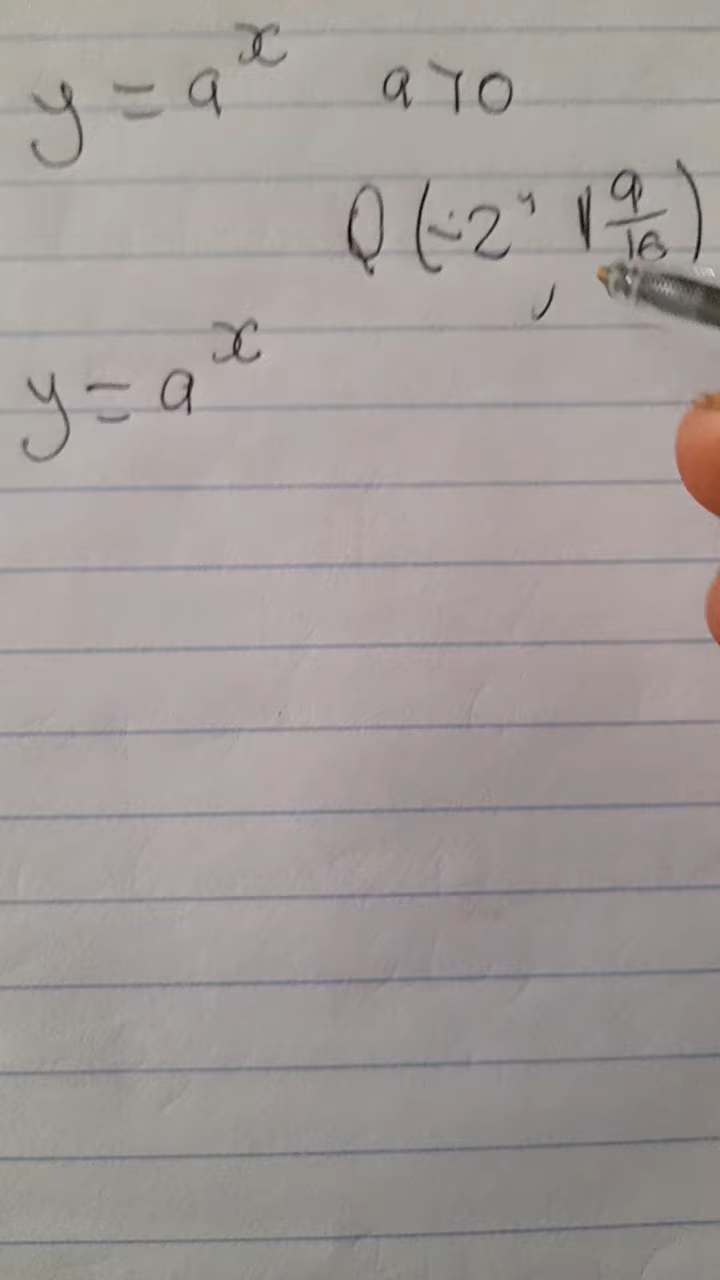 y = a^x a>0
Q (-2, 1 9/16)
y = a^x